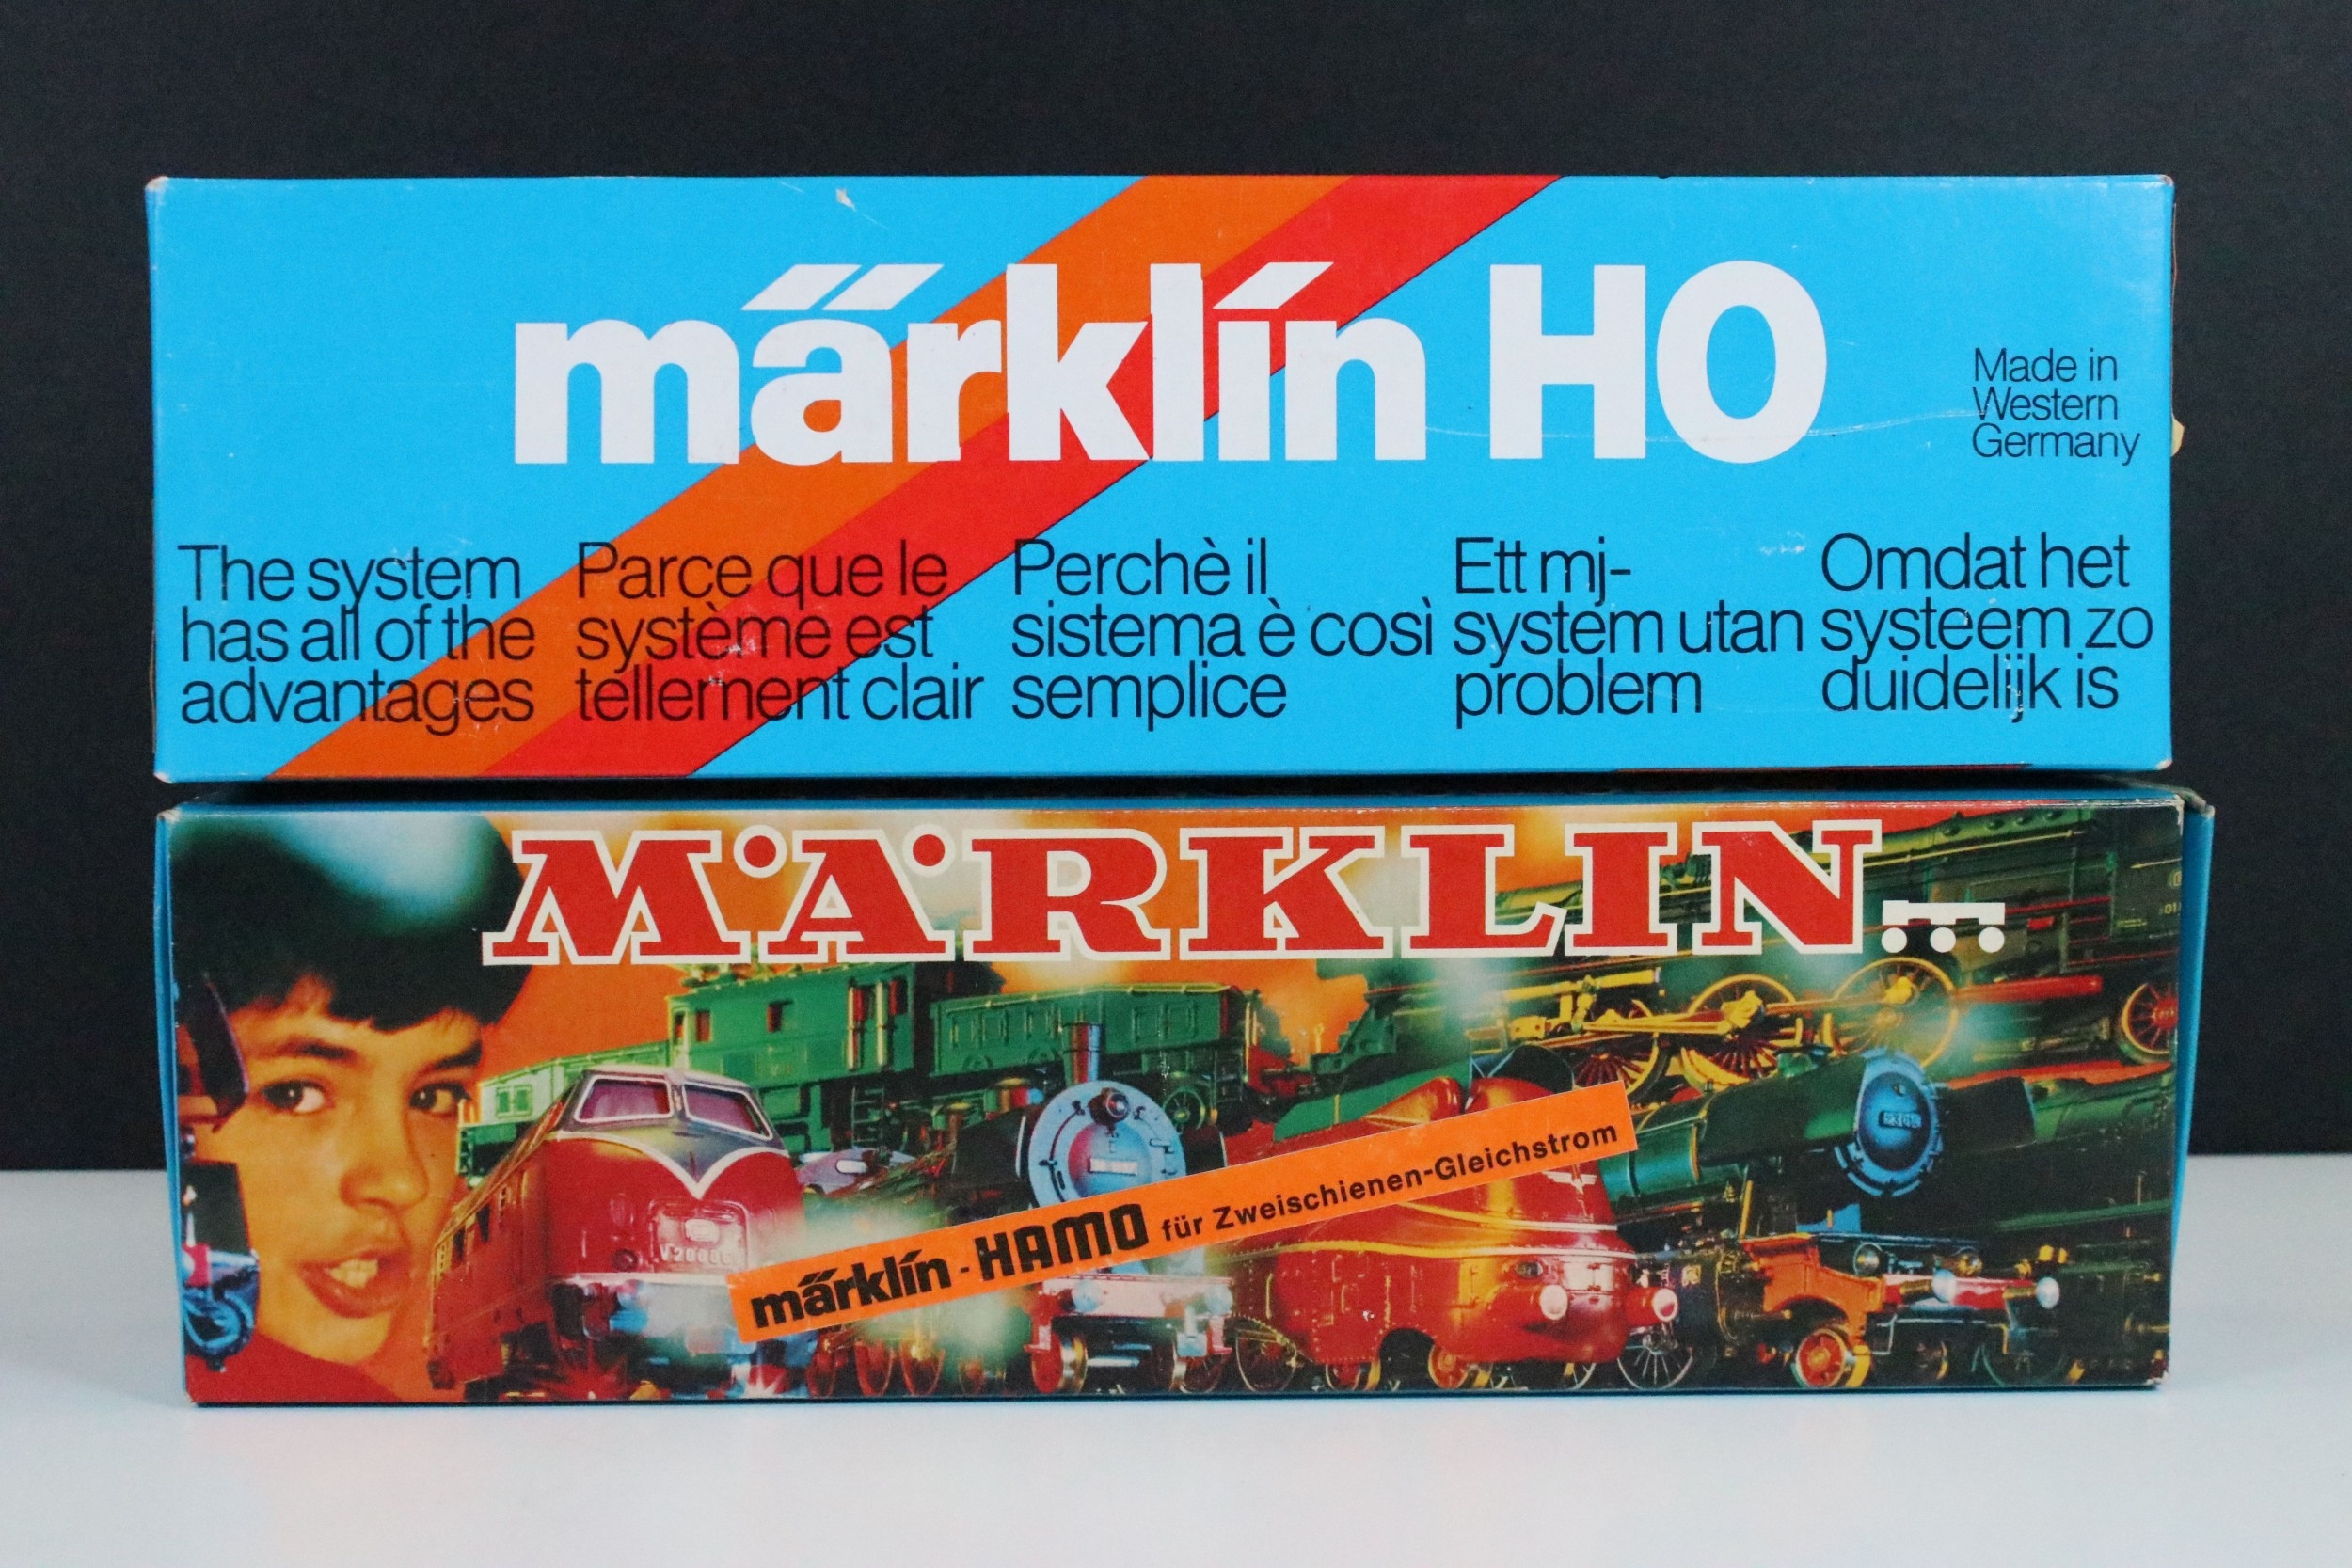 märklin HO
Made in
Western
Germany
The system
has all of the
advantages
Parce que le
système est
tellement clair
Perchè il
sistema è così
semplice
Ett mj-
system utan
problem
Omdat het
systeem zo
duidelijk is
MÄRKLIN
märklin - HAMO für Zweischienen-Gleichstrom